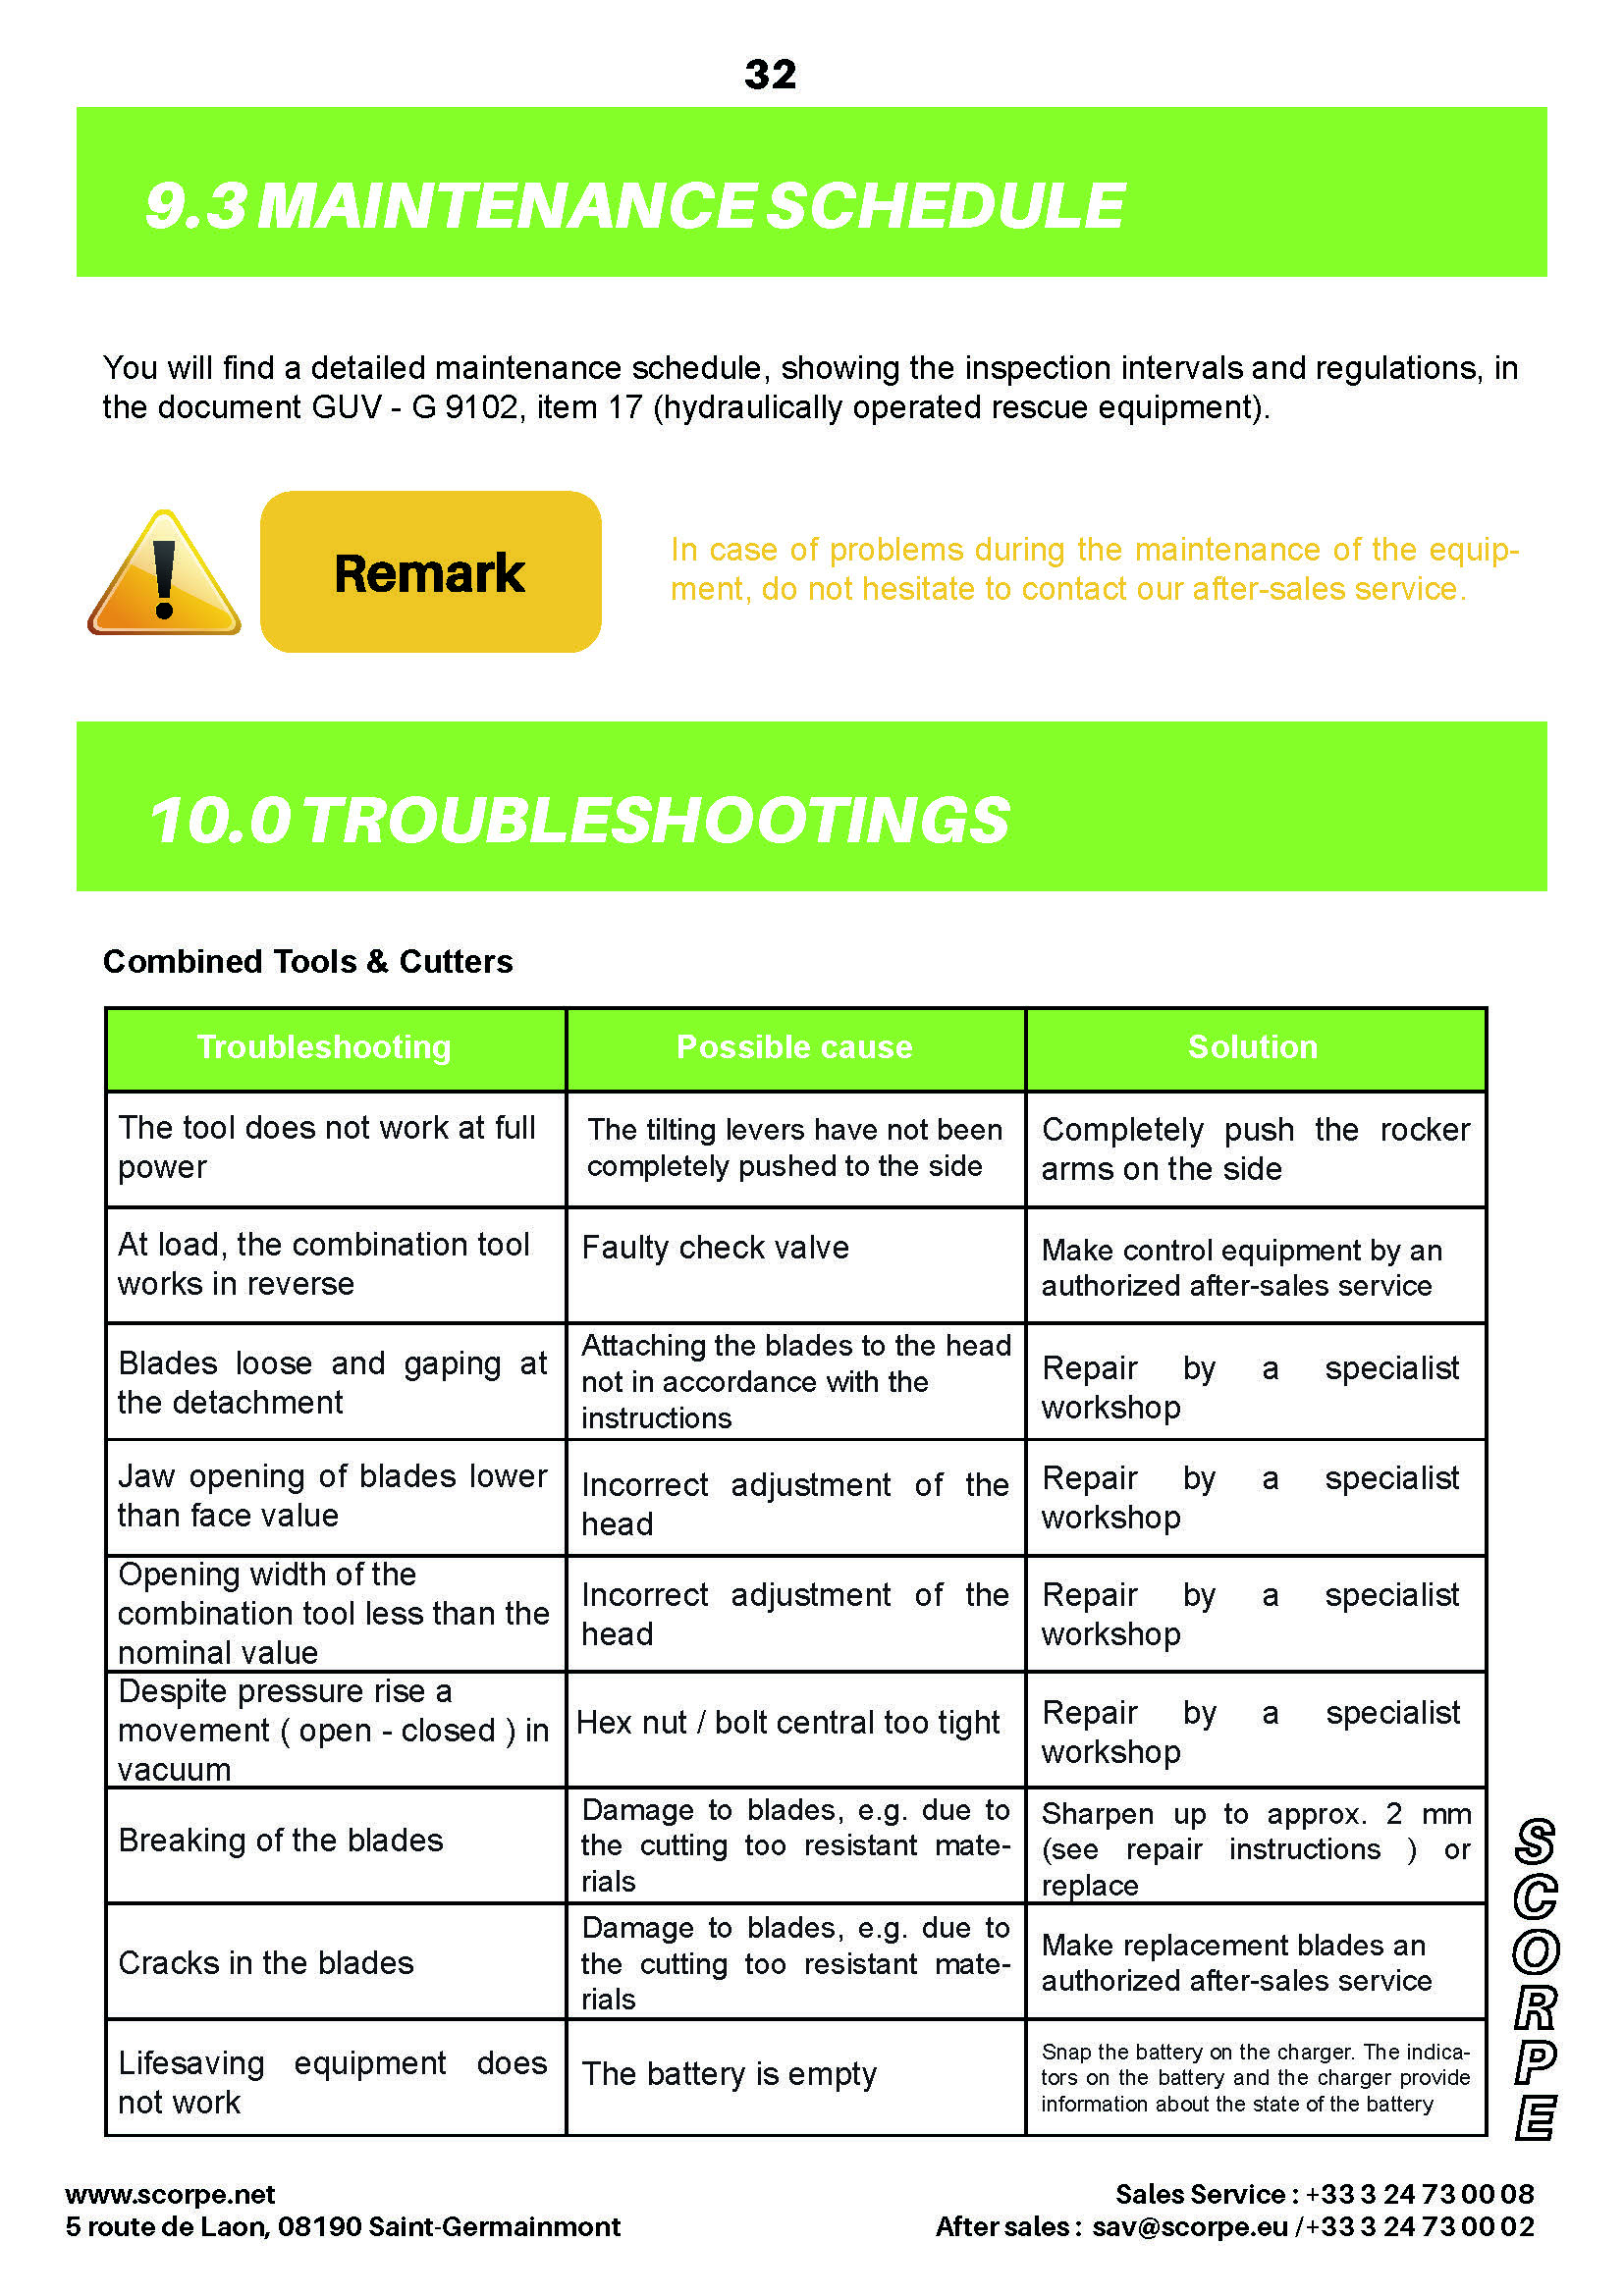 32
9.3 MAINTENANCE SCHEDULE
You will find a detailed maintenance schedule, showing the inspection intervals and regulations, in
the document GUV - G 9102, item 17 (hydraulically operated rescue equipment).
Remark
In case of problems during the maintenance of the equip-
ment, do not hesitate to contact our after-sales service.
10.0 TROUBLESHOOTINGS
Combined Tools & Cutters
Troubleshooting
Possible cause
Solution
The tool does not work at full
power
The tilting levers have not been
completely pushed to the side
Completely push the rocker
arms on the side
At load, the combination tool
works in reverse
Faulty check valve
Make control equipment by an
authorized after-sales service
Blades loose and gaping at
the detachment
Attaching the blades to the head
not in accordance with the
instructions
Repair by a specialist
workshop
Jaw opening of blades lower
than face value
Incorrect adjustment of the
head
Repair by a specialist
workshop
Opening width of the
combination tool less than the
nominal value
Incorrect adjustment of the
head
Repair by a specialist
workshop
Despite pressure rise a
movement ( open - closed ) in
vacuum
Hex nut / bolt central too tight
Repair by a specialist
workshop
Breaking of the blades
Damage to blades, e.g. due to
the cutting too resistant mate-
rials
Sharpen up to approx. 2 mm
(see repair instructions ) or
replace
Cracks in the blades
Damage to blades, e.g. due to
the cutting too resistant mate-
rials
Make replacement blades an
authorized after-sales service
Lifesaving equipment does
not work
The battery is empty
Snap the battery on the charger. The indica-
tors on the battery and the charger provide
information about the state of the battery
SCORPE
www.scorpe.net
5 route de Laon, 08190 Saint-Germainmont
Sales Service : +33 3 24 73 00 08
After sales : sav@scorpe.eu /+33 3 24 73 00 02